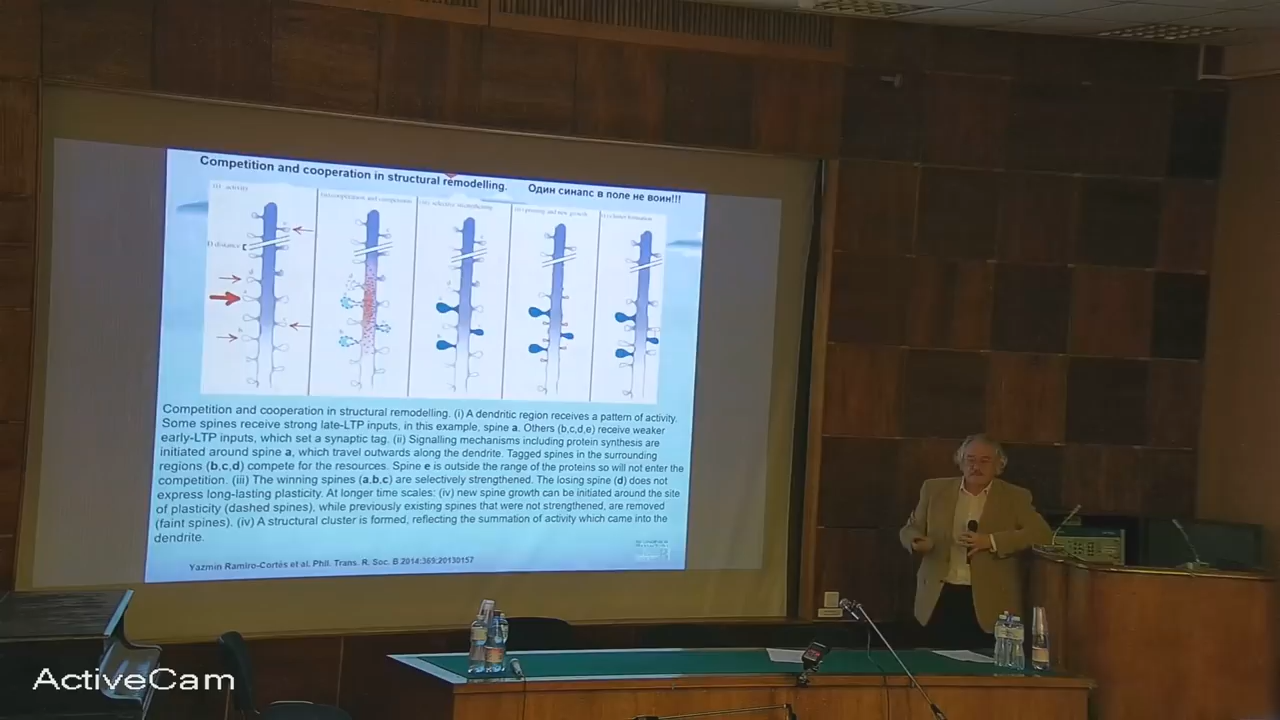 Competition and cooperation in structural remodelling. Один синапс в поле не воин!!!
D distance
Competition and cooperation in structural remodelling. (i) A dendritic region receives a pattern of activity.
Some spines receive strong late-LTP inputs, in this example, spine a. Others (b,c,d,e) receive weaker
early-LTP inputs, which set a synaptic tag. (ii) Signalling mechanisms including protein synthesis are
initiated around spine a, which travel outwards along the dendrite. Tagged spines in the surrounding
regions (b,c,d) compete for the resources. Spine e is outside the range of the proteins so will not enter the
competition. (iii) The winning spines (a,b,c) are selectively strengthened. The losing spine (d) does not
express long-lasting plasticity. At longer time scales: (iv) new spine growth can be initiated around the site
of plasticity (dashed spines), while previously existing spines that were not strengthened, are removed
(faint spines). (iv) A structural cluster is formed, reflecting the summation of activity which came into the
dendrite.
Yazmin Ramiro-Cortés et al. Phil. Trans. R. Soc. B 2014;369:20130157
ActiveCam